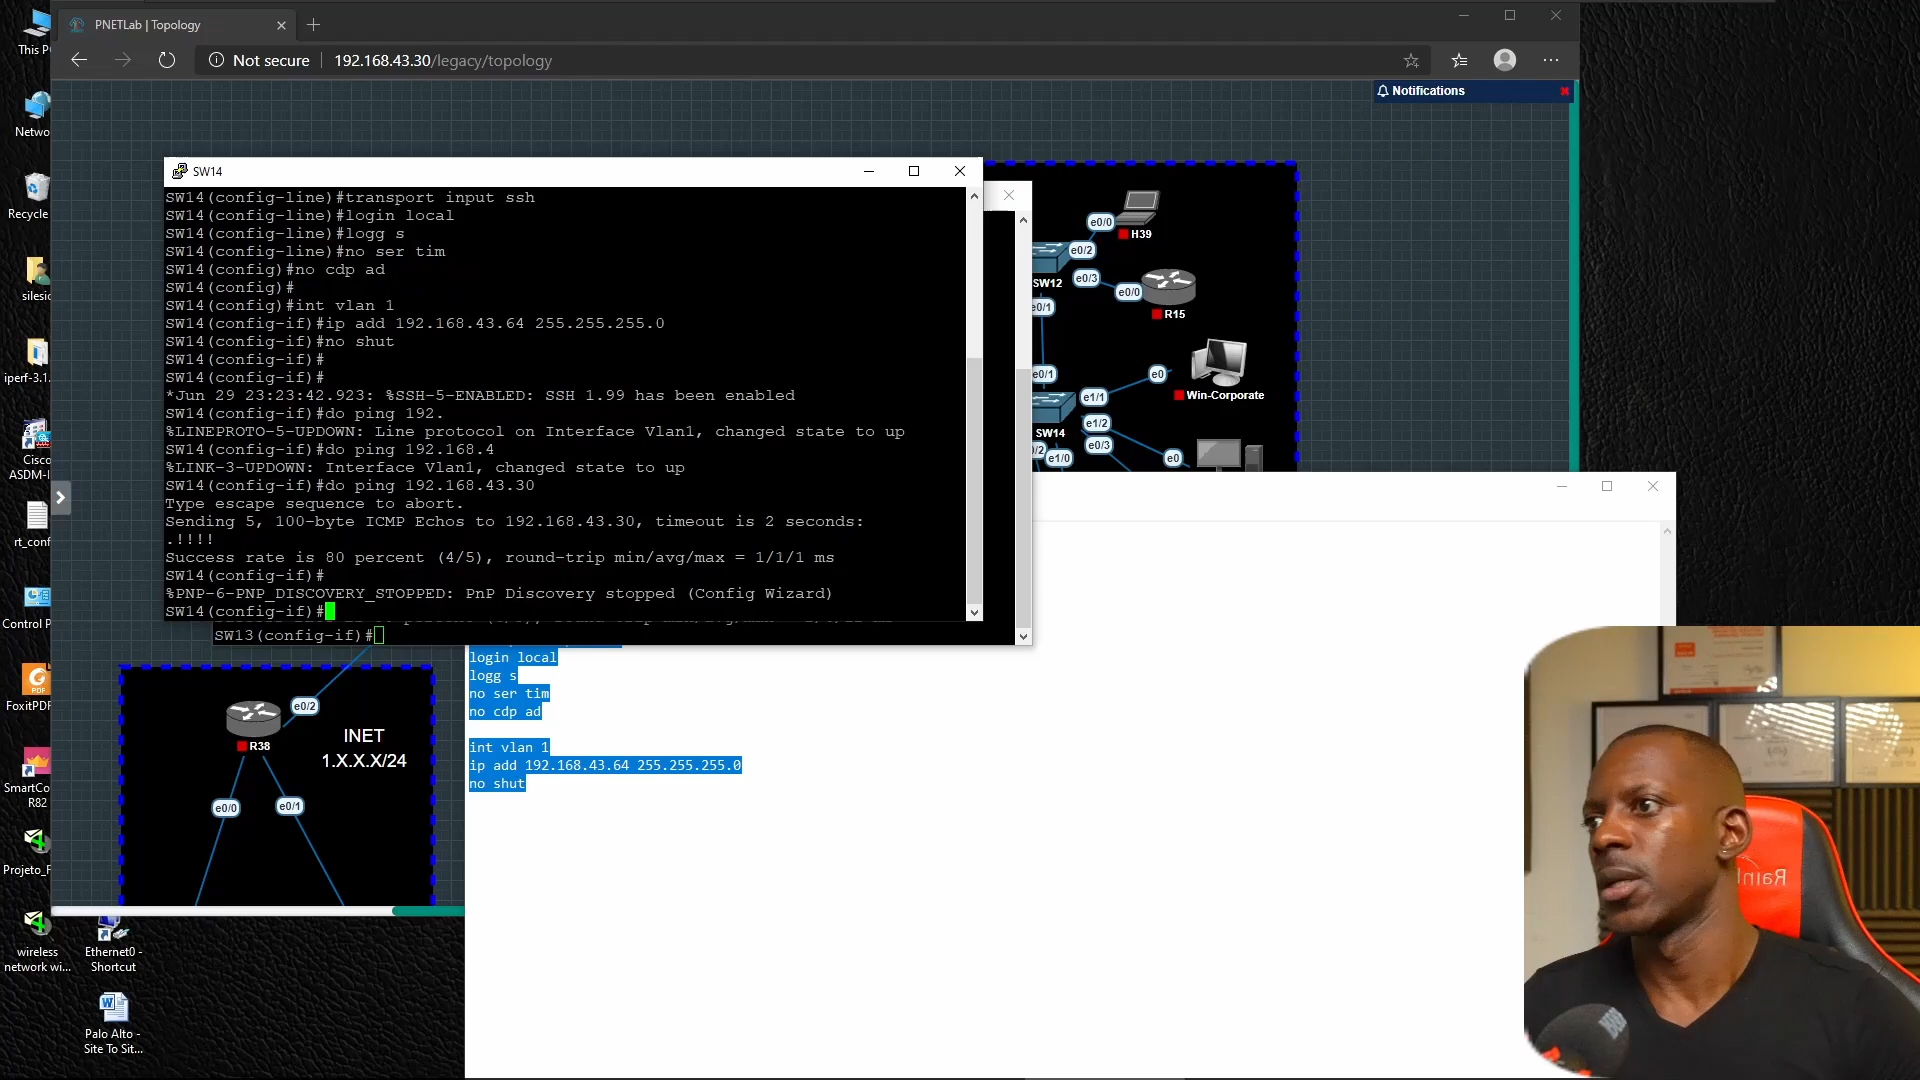 PNETLab | Topology
Not secure
192.168.43.30/legacy/topology
Notifications
This P
Netwo
Recycle
silesio
iperf-3.1.
Cisco
ASDM-I
rt_conf
Control P
FoxitPDF
SmartCo
R82
Projeto_F
wireless
network wi...
Ethernet0 -
Shortcut
Palo Alto -
Site To Sit...
SW14
SW14(config-line)#transport input ssh
SW14(config-line)#login local
SW14(config-line)#logg s
SW14(config-line)#no ser tim
SW14(config)#no cdp ad
SW14(config)#
SW14(config)#int vlan 1
SW14(config-if)#ip add 192.168.43.64 255.255.255.0
SW14(config-if)#no shut
SW14(config-if)#
SW14(config-if)#
*Jun 29 23:23:42.923: %SSH-5-ENABLED: SSH 1.99 has been enabled
SW14(config-if)#do ping 192.
%LINEPROTO-5-UPDOWN: Line protocol on Interface Vlan1, changed state to up
SW14(config-if)#do ping 192.168.4
%LINK-3-UPDOWN: Interface Vlan1, changed state to up
SW14(config-if)#do ping 192.168.43.30
Type escape sequence to abort.
Sending 5, 100-byte ICMP Echos to 192.168.43.30, timeout is 2 seconds:
.!!!!
Success rate is 80 percent (4/5), round-trip min/avg/max = 1/1/1 ms
SW14(config-if)#
%PNP-6-PNP_DISCOVERY_STOPPED: PnP Discovery stopped (Config Wizard)
SW14(config-if)#
SW13(config-if)#
e0/0
H39
e0/2
SW12
e0/3
e0/0
R15
e0/1
e0/1
e0
Win-Corporate
e1/1
SW14
e1/2
e0/3
/2
e1/0
e0
login local
logg s
no ser tim
no cdp ad
int vlan 1
ip add 192.168.43.64 255.255.255.0
no shut
e0/2
R38
INET
1.X.X.X/24
e0/0
e0/1